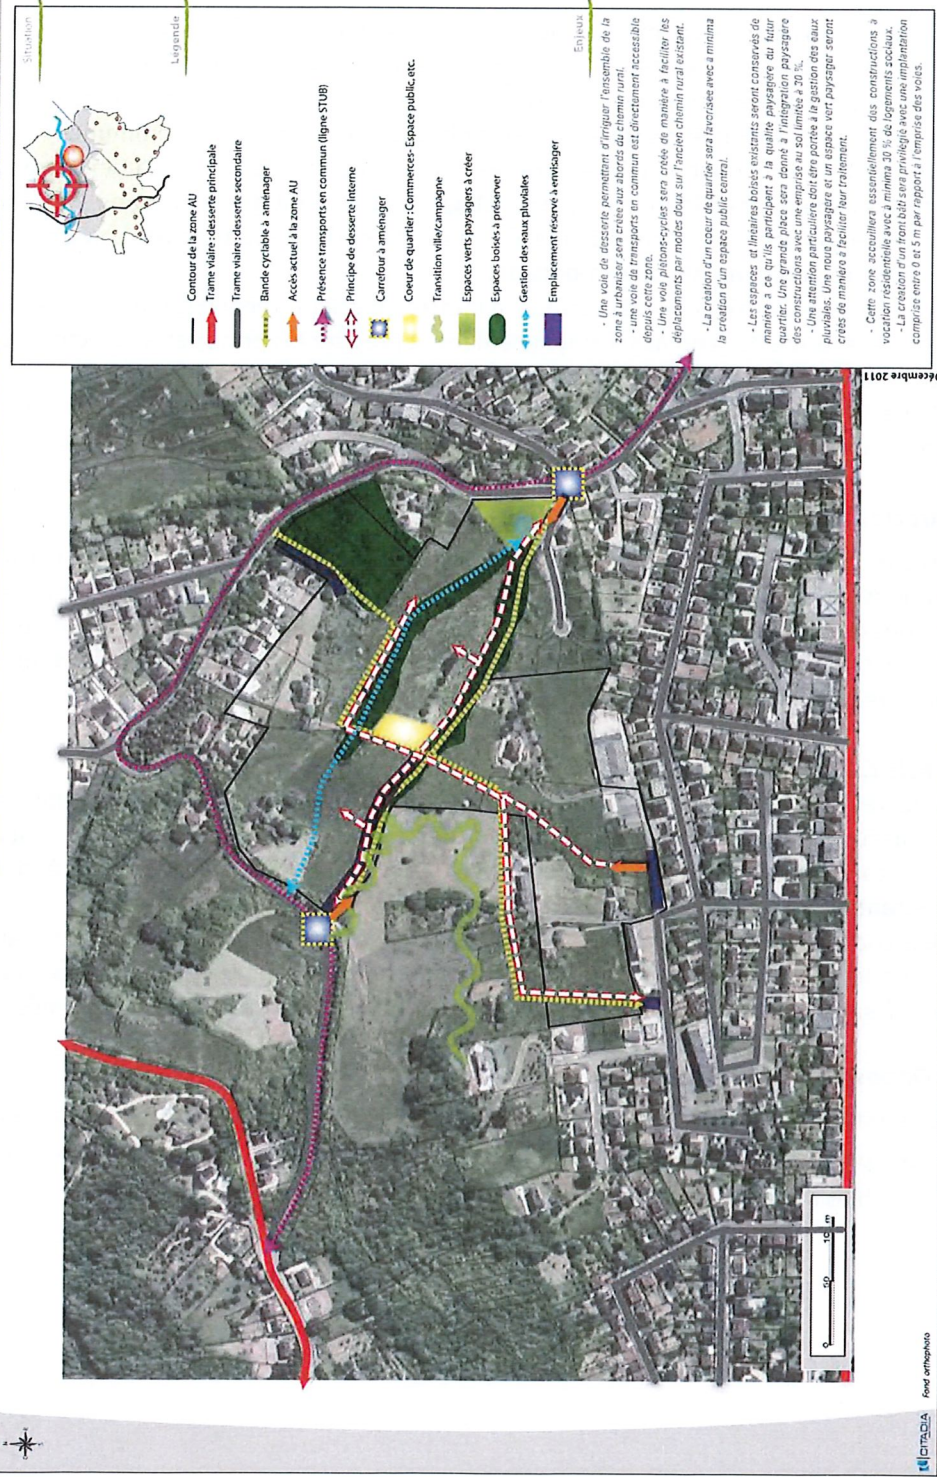 Situation
Légende
Contour de la zone AU
Trame viaire: desserte principale
Trame viaire: desserte secondaire
Bande cyclable à aménager
Accès actuel à la zone AU
Présence transports en commun (ligne STUB)
Principe de desserte interne
Carrefour à aménager
Coeur de quartier: Commerces- Espace public, etc.
Transition ville/campagne
Espaces verts paysagers à créer
Espaces boisés à préserver
Gestion des eaux pluviales
Emplacement réservé à envisager
Enjeux
- Une voie de desserte permettant d'irriguer l'ensemble de la
zone à urbaniser sera créée aux abords du chemin rural.
- une voie de transports en commun est directement accessible
depuis cette zone.
- Une voie piétons-cycles sera créée de manière à faciliter les
déplacements par modes doux sur l'ancien chemin rural existant.
- La création d'un coeur de quartier sera favorisée avec a minima
la création d'un espace public central.
- Les espaces et linéaires boisés existants seront conservés de
manière a ce qu'ils participent à la qualité paysagère du futur
quartier. Une grande place sera donné a l'intégration paysagère
des constructions avec une emprise au sol limitée à 30 %.
- Une attention particulière doit être portée à la gestion des eaux
pluviales. Une noue paysagère et un espace vert paysager seront
créés de manière a faciliter leur traitement.
- Cette zone accueillera essentiellement des constructions à
vocation résidentielle avec à minima 30 % de logements sociaux.
- La création d'un front bâti sera privilégié avec une implantation
comprise entre 0 et 5 m par rapport à l'emprise des voies.
Décembre 2011
N
0 50 10 m
CITADIA Fond orthophoto